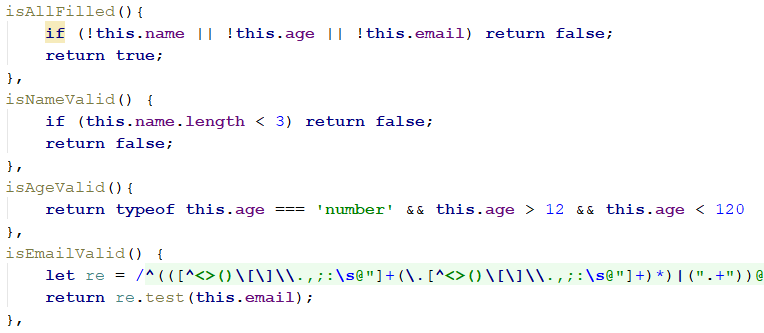 isAllFilled(){
if (!this.name || !this.age || !this.email) return false;
return true;
},
isNameValid() {
if (this.name.length < 3) return false;
return false;
},
isAgeValid(){
return typeof this.age === 'number' && this.age > 12 && this.age < 120
},
isEmailValid() {
let re = /^(([^<>()\[\]\\.,;:\s@"]+(\.[^<>()\[\]\\.,;:\s@"]+)*)|(".+"))@
return re.test(this.email);
},